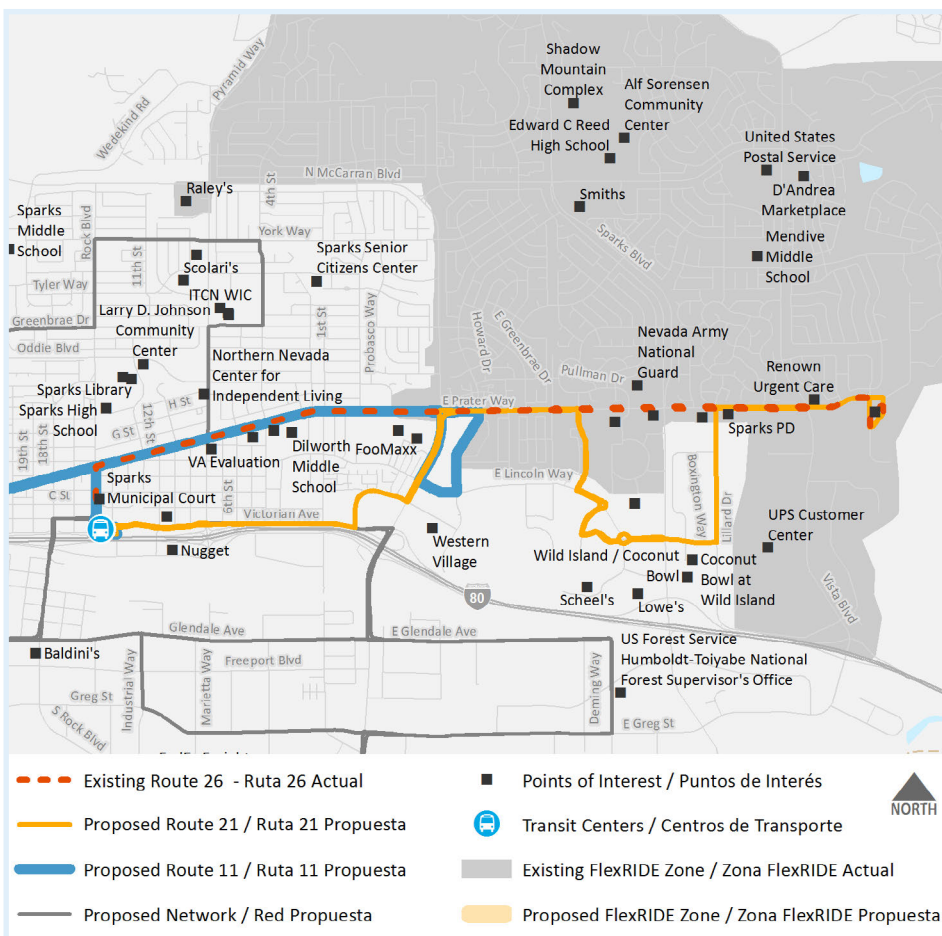 Shadow
Mountain
Complex
Alf Sorensen
Community
Center
Edward C Reed
High School
United States
Postal Service
D'Andrea
Marketplace
Pyramid Way
Wedekind Rd
N McCarran Blvd
4th St
Raley's
Smiths
Sparks
Middle
School
Rock Blvd
11th St
York Way
Sparks Senior
Citizens Center
Sparks Blvd
Mendive
Middle
School
Scolari's
Tyler Way
ITCN WIC
Greenbrae Dr
Larry D. Johnson
Community
Center
1st St
Probasco Way
Howard Dr
E Greenbrae Dr
Oddie Blvd
Nevada Army
National
Guard
Northern Nevada
Center for
Independent Living
Pullman Dr
Renown
Urgent Care
Sparks Library
Sparks High
School
H St
12th St
G St
E Prater Way
Sparks PD
19th St
18th St
VA Evaluation
Dilworth
Middle
School
FooMaxx
E Lincoln Way
Boxington Way
Lillard Dr
C St
Sparks
Municipal Court
6th St
Victorian Ave
UPS Customer
Center
Nugget
Western
Village
Wild Island / Coconut
Bowl
Coconut
Bowl at
Wild Island
Vista Blvd
80
Scheel's
Lowe's
Glendale Ave
E Glendale Ave
US Forest Service
Humboldt-Toiyabe National
Forest Supervisor's Office
Baldini's
Industrial Way
Marietta Way
Freeport Blvd
Deming Way
Greg St
S Rock Blvd
E Greg St
Existing Route 26 - Ruta 26 Actual
Points of Interest / Puntos de Interés
NORTH
Proposed Route 21 / Ruta 21 Propuesta
Transit Centers / Centros de Transporte
Proposed Route 11 / Ruta 11 Propuesta
Existing FlexRIDE Zone / Zona FlexRIDE Actual
Proposed Network / Red Propuesta
Proposed FlexRIDE Zone / Zona FlexRIDE Propuesta